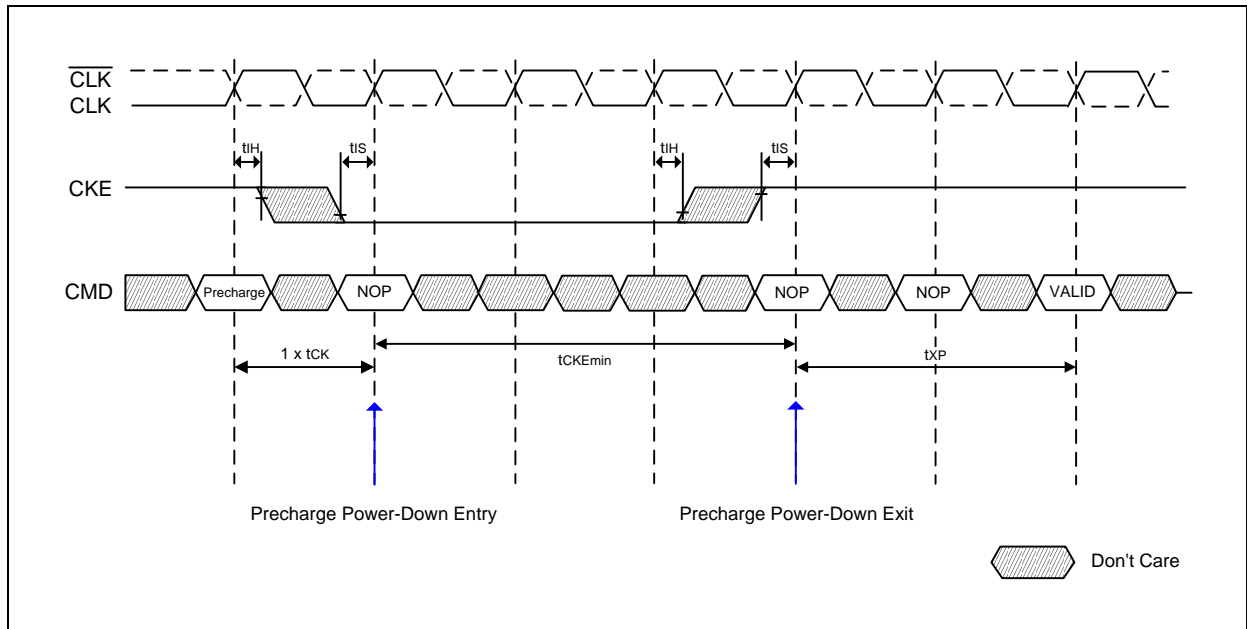 CLK
CLK
tIH
tIS
tIH
tIS
CKE
CMD
Precharge
NOP
NOP
NOP
VALID
1 x tCK
tCKEmin
tXP
Precharge Power-Down Entry
Precharge Power-Down Exit
Don't Care